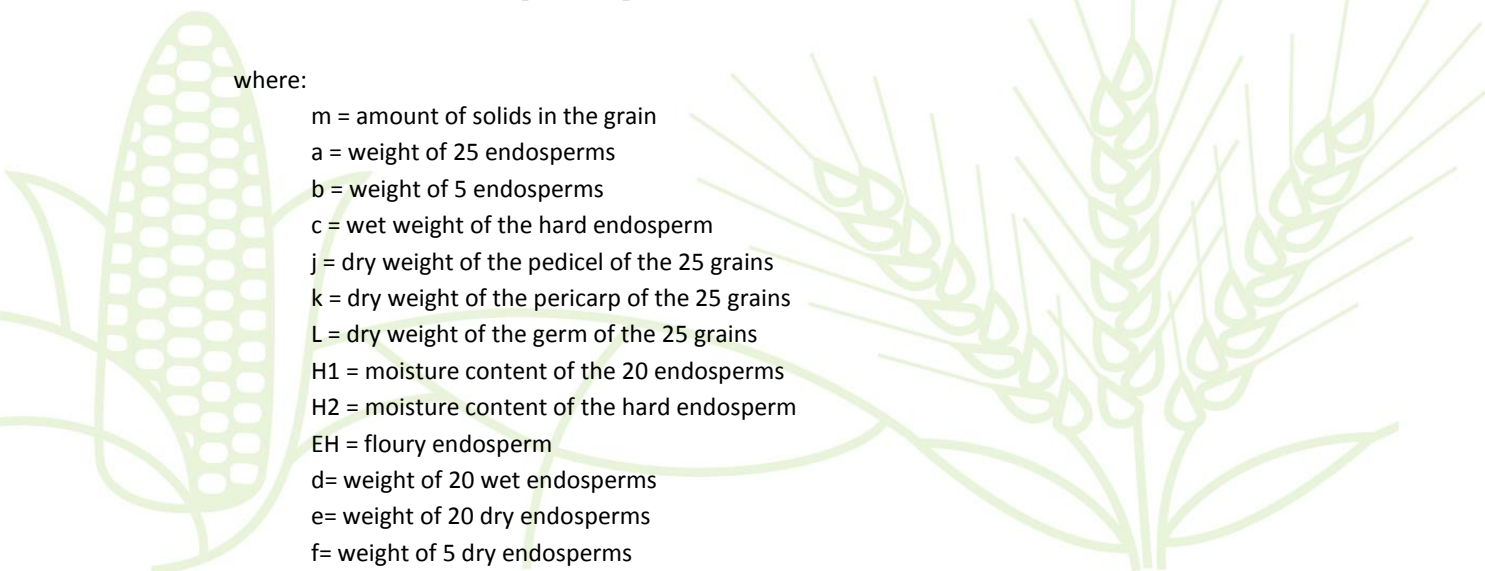 where:
m = amount of solids in the grain
a = weight of 25 endosperms
b = weight of 5 endosperms
c = wet weight of the hard endosperm
j = dry weight of the pedicel of the 25 grains
k = dry weight of the pericarp of the 25 grains
L = dry weight of the germ of the 25 grains
H1 = moisture content of the 20 endosperms
H2 = moisture content of the hard endosperm
EH = floury endosperm
d= weight of 20 wet endosperms
e= weight of 20 dry endosperms
f= weight of 5 dry endosperms